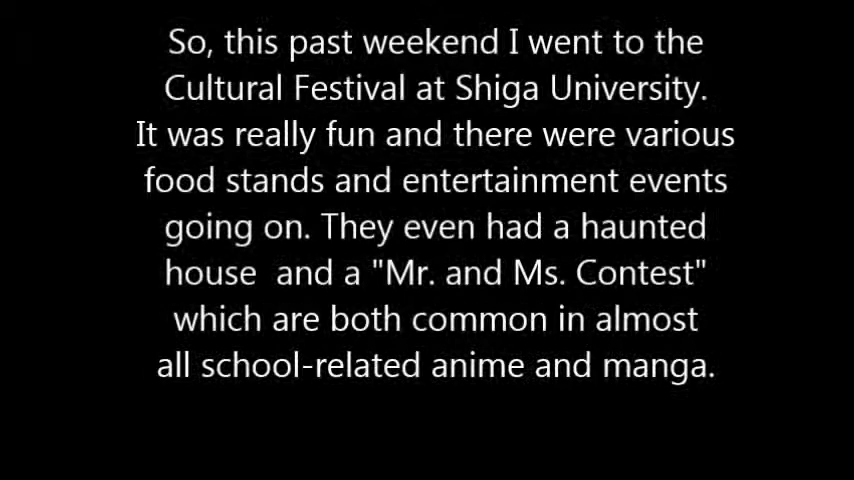 So, this past weekend I went to the
Cultural Festival at Shiga University.
It was really fun and there were various
food stands and entertainment events
going on. They even had a haunted
house  and a "Mr. and Ms. Contest"
which are both common in almost
all school-related anime and manga.